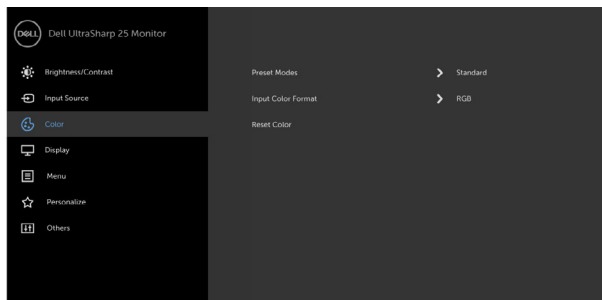 DELL Dell UltraSharp 25 Monitor
Brightness/Contrast
Preset Modes Standard
Input Source
Input Color Format RGB
Color
Reset Color
Display
Menu
Personalize
Others